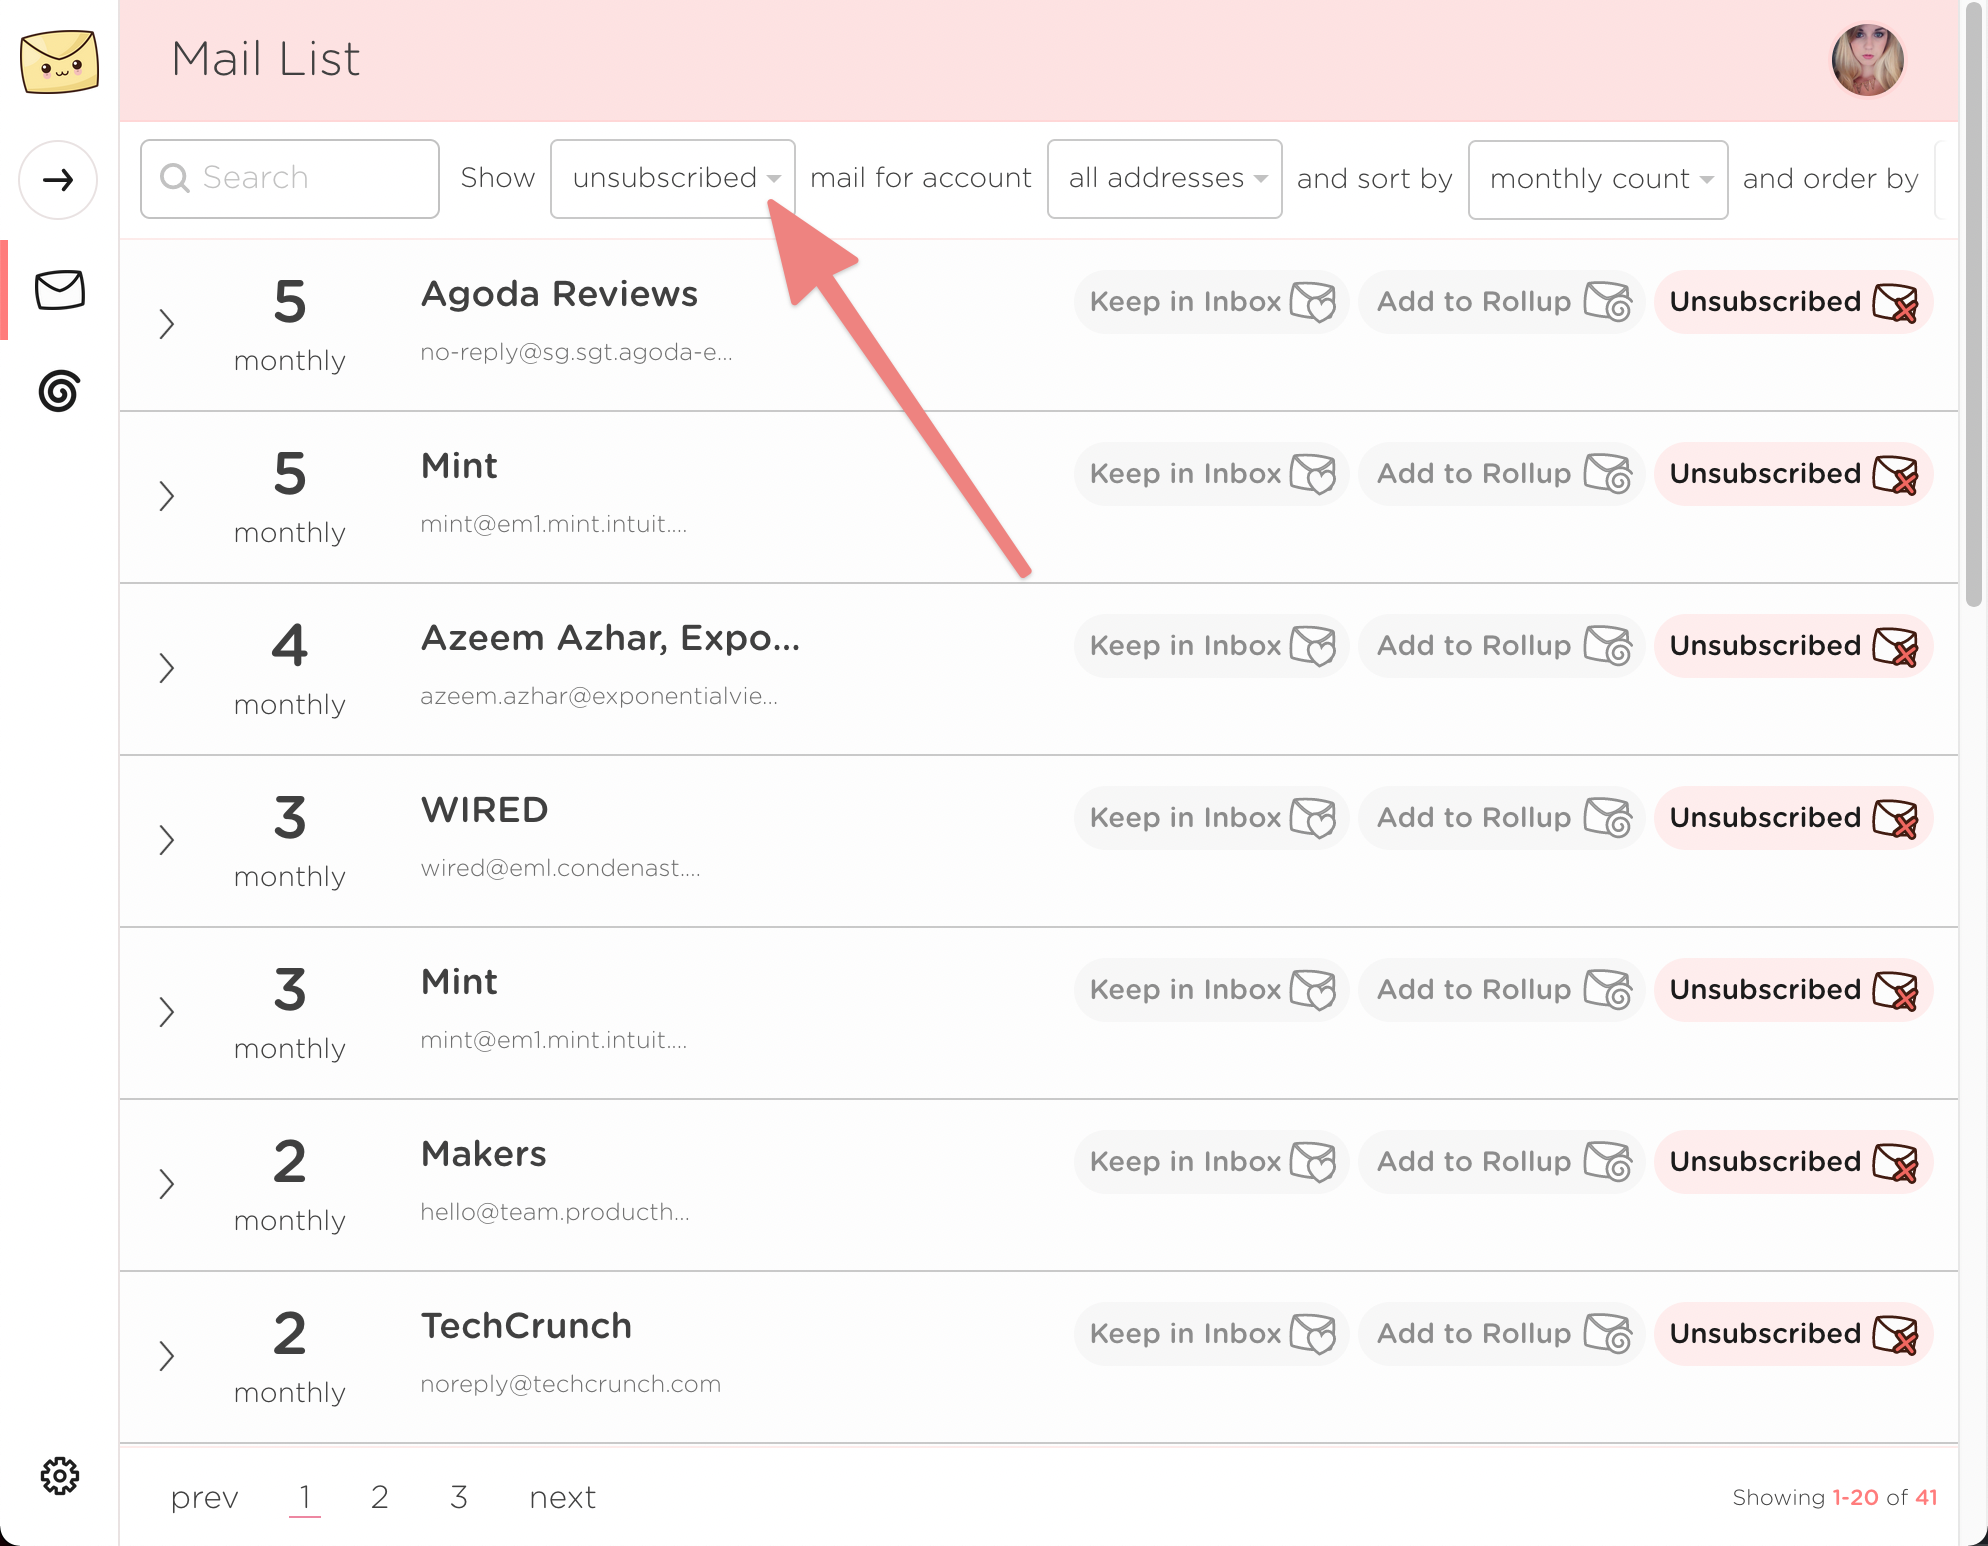 Mail List
Search Show unsubscribed mail for account all addresses and sort by monthly count and order by
5 monthly
Agoda Reviews
no-reply@sg.sgt.agoda-e...
Keep in Inbox Add to Rollup Unsubscribed
5 monthly
Mint
mint@em1.mint.intuit....
Keep in Inbox Add to Rollup Unsubscribed
4 monthly
Azeem Azhar, Expo...
azeem.azhar@exponentialvie...
Keep in Inbox Add to Rollup Unsubscribed
3 monthly
WIRED
wired@eml.condenast....
Keep in Inbox Add to Rollup Unsubscribed
3 monthly
Mint
mint@em1.mint.intuit....
Keep in Inbox Add to Rollup Unsubscribed
2 monthly
Makers
hello@team.producth...
Keep in Inbox Add to Rollup Unsubscribed
2 monthly
TechCrunch
noreply@techcrunch.com
Keep in Inbox Add to Rollup Unsubscribed
prev 1 2 3 next Showing 1-20 of 41